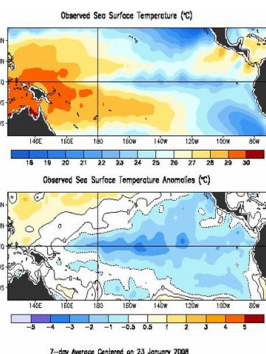 Observed Sea Surface Temperature (°C)
140E 160E 180 160W 140W 120W 100W 80W
18 19 20 22 23 24 25 26 27 28 29 30
Observed Sea Surface Temperature Anomalies (°C)
140E 160E 180 160W 140W 120W 100W 80W
-5 -4 -3 -2 -1 -0.5 0.5 1 2 3 4 5
7-day Average Centered on 23 January 2008